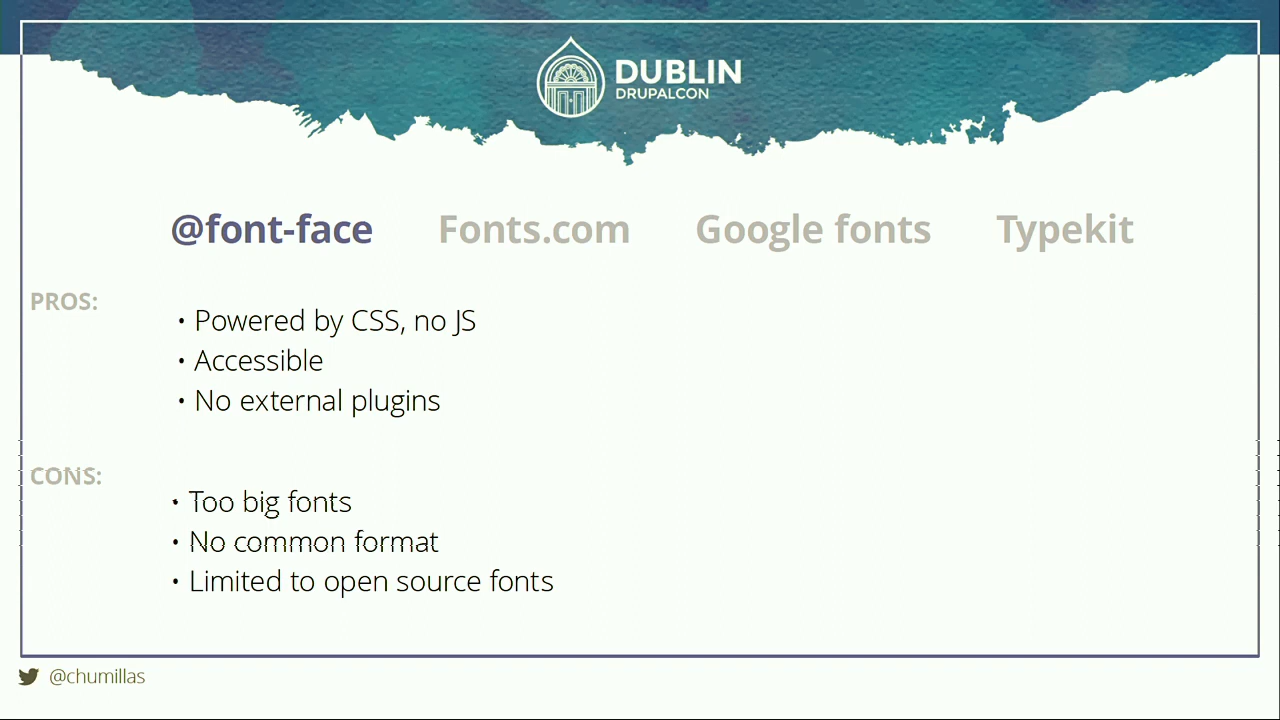 DUBLIN
DRUPALCON
@font-face Fonts.com Google fonts Typekit
PROS:
• Powered by CSS, no JS
• Accessible
• No external plugins
CONS:
• Too big fonts
• No common format
• Limited to open source fonts
@chumillas